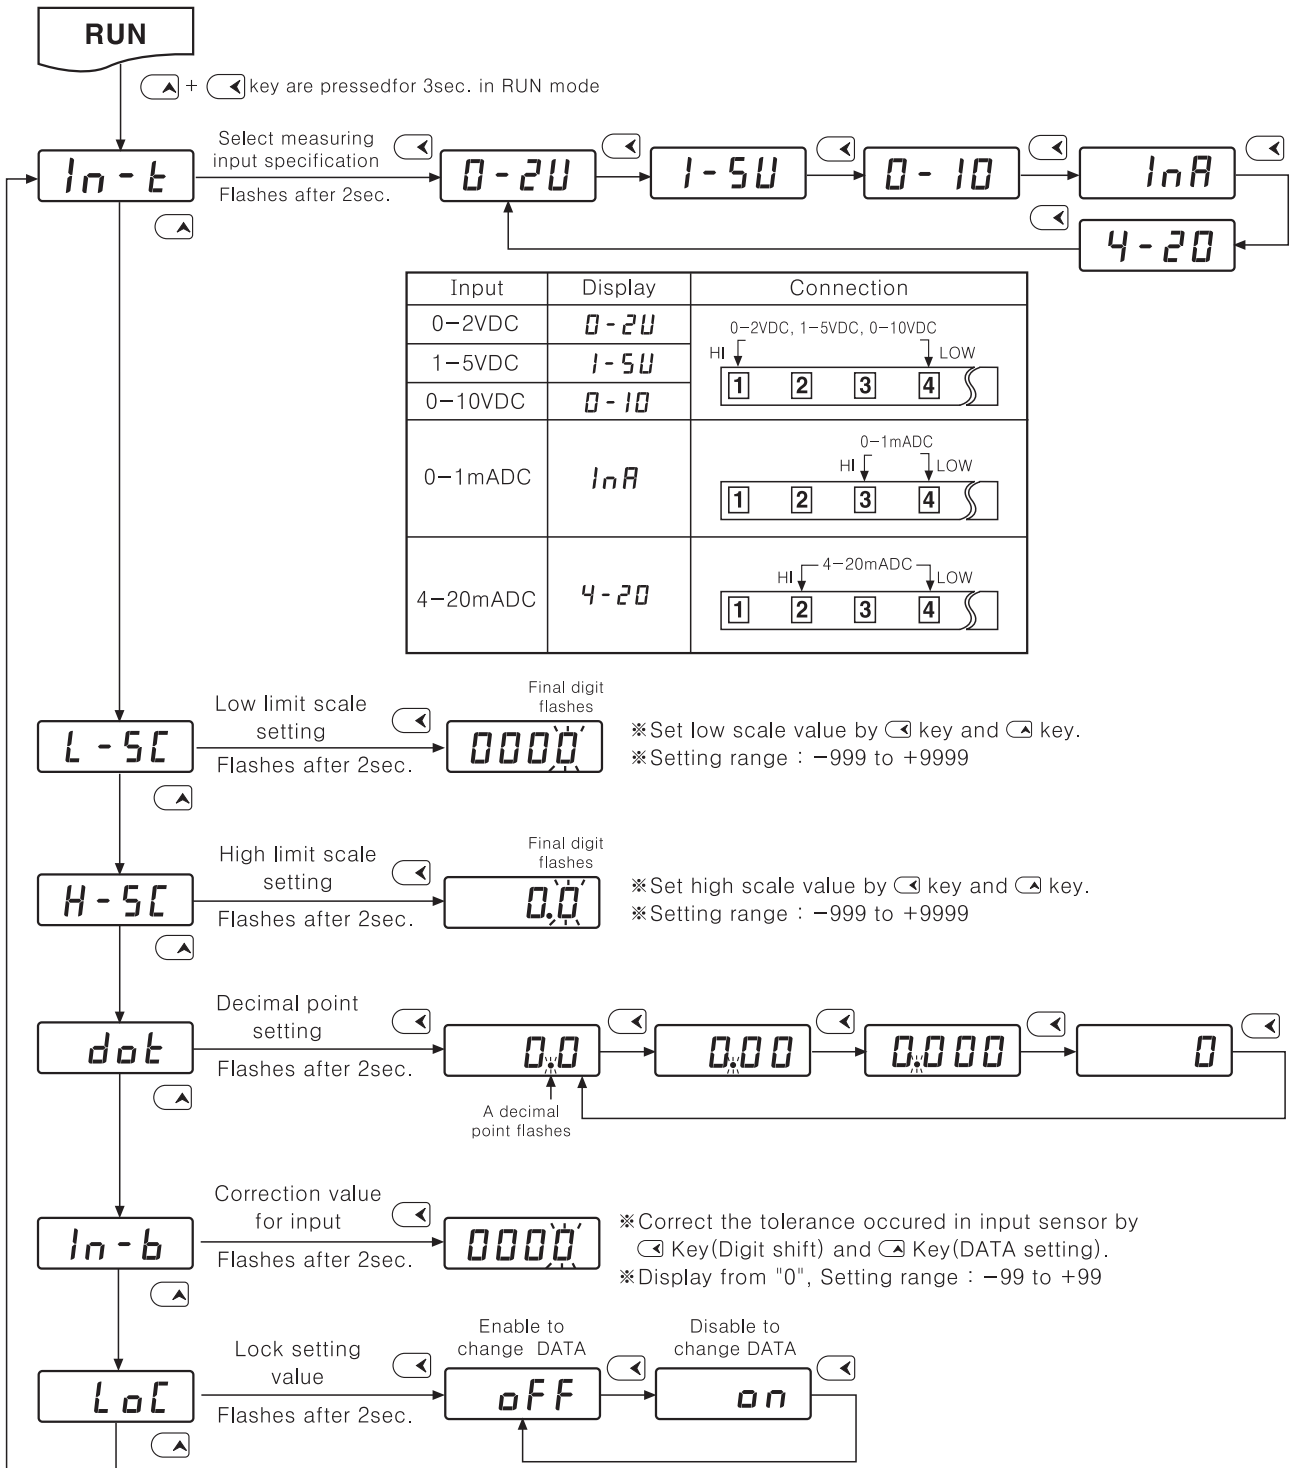 RUN
+ key are pressedfor 3sec. in RUN mode
In-t
Select measuring
input specification
Flashes after 2sec.
0-2U
1-5U
0-10
1nA
4-20
Input Display Connection
0-2VDC 0-2U
1-5VDC 1-5U
0-10VDC 0-10
0-2VDC, 1-5VDC, 0-10VDC
HI LOW
1 2 3 4
0-1mADC 1nA
0-1mADC
HI LOW
1 2 3 4
4-20mADC 4-20
4-20mADC
HI LOW
1 2 3 4
L-SC
Low limit scale
setting
Flashes after 2sec.
Final digit
flashes
0000
※Set low scale value by key and key.
※Setting range : -999 to +9999
H-SC
High limit scale
setting
Flashes after 2sec.
Final digit
flashes
0.0
※Set high scale value by key and key.
※Setting range : -999 to +9999
dot
Decimal point
setting
Flashes after 2sec.
0.0
0.00
0.000
0
A decimal
point flashes
In-b
Correction value
for input
Flashes after 2sec.
0000
※Correct the tolerance occured in input sensor by
Key(Digit shift) and Key(DATA setting).
※Display from "0", Setting range : -99 to +99
LoC
Lock setting
value
Flashes after 2sec.
Enable to
change DATA
oFF
Disable to
change DATA
on